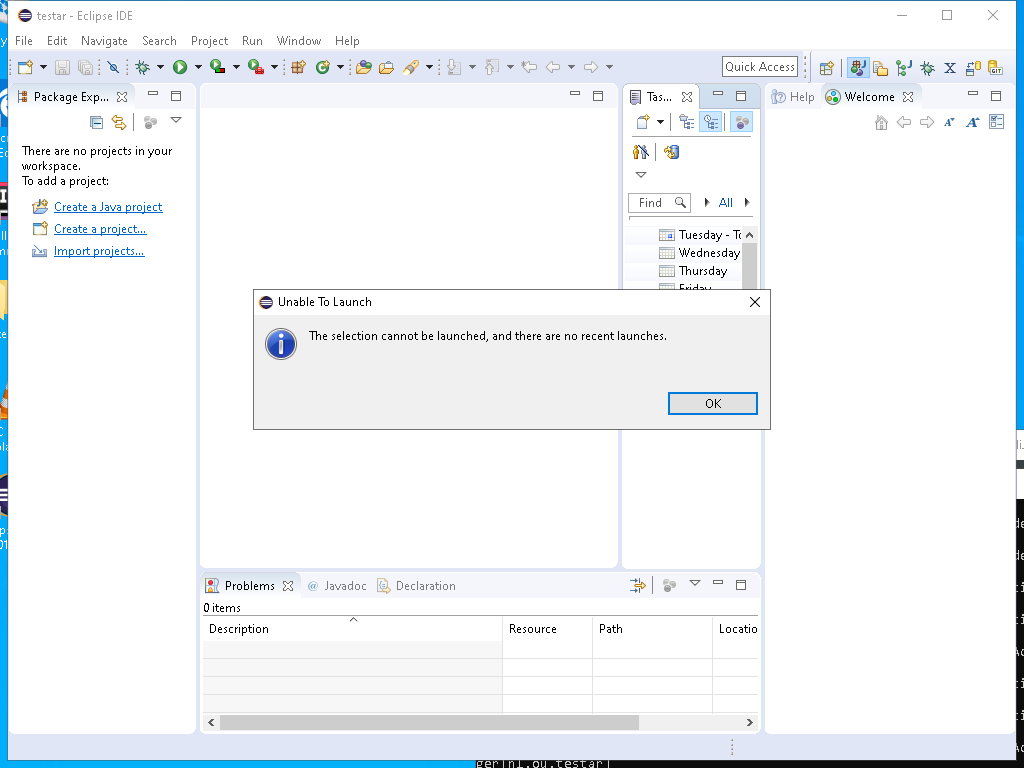 testar - Eclipse IDE
File Edit Navigate Search Project Run Window Help
Quick Access
Package Exp...
Tas...
Help
Welcome
There are no projects in your
workspace.
To add a project:
Create a Java project
Create a project...
Import projects...
Find
All
Tuesday - To
Wednesday
Thursday
Friday
Unable To Launch
The selection cannot be launched, and there are no recent launches.
OK
Problems
@ Javadoc
Declaration
0 items
Description Resource Path Locatio
ger[nl.ou.testar]